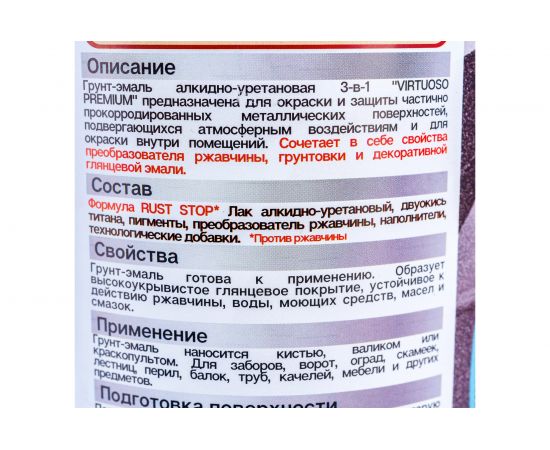 Описание
Грунт-эмаль алкидно-уретановая 3-в-1 "VIRTUOSO
PREMIUM" предназначена для окраски и защиты частично
прокорродированных металлических поверхностей,
подвергающихся атмосферным воздействиям и для
окраски внутри помещений. Сочетает в себе свойства
преобразователя ржавчины, грунтовки и декоративной
глянцевой эмали.
Состав
Формула RUST STOP* Лак алкидно-уретановый, двуокись
титана, пигменты, преобразователь ржавчины, наполнители,
технологические добавки. *Против ржавчины
Свойства
Грунт-эмаль готова к применению. Образует
высокоукрывистое глянцевое покрытие, устойчивое к
действию ржавчины, воды, моющих средств, масел и
смазок.
Применение
Грунт-эмаль наносится кистью, валиком или
краскопультом. Для заборов, ворот, оград, скамеек,
лестниц, перил, балок, труб, качелей, мебели и других
предметов.
Подготовка поверхности